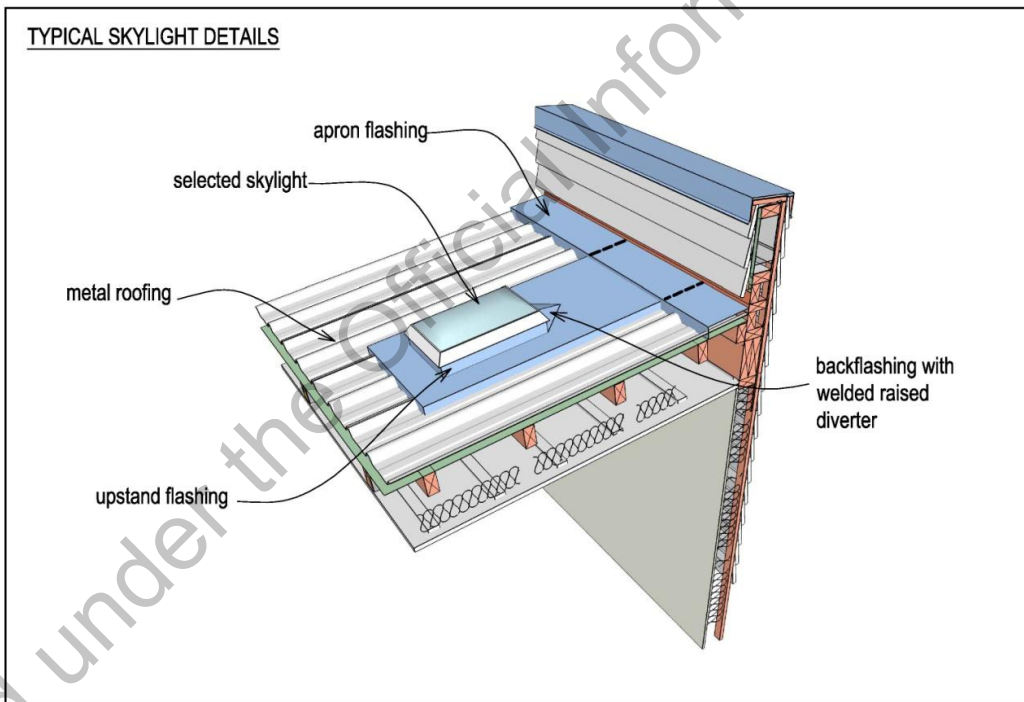 TYPICAL SKYLIGHT DETAILS
apron flashing
selected skylight
metal roofing
backflashing with
welded raised
diverter
upstand flashing
under the Official Infor